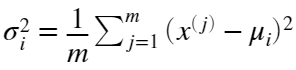 σ_i^2 = \frac{1}{m} \sum_{j=1}^{m} (x^{(j)} − μ_i)^2